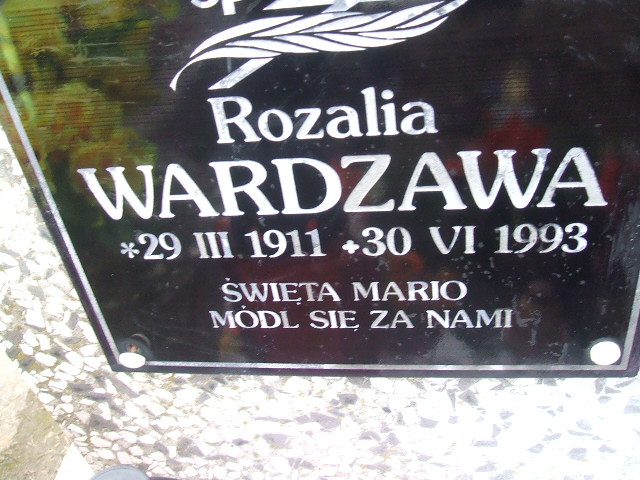 Rozalia
WARDZAWA
*29 III 1911 +30 VI 1993
ŚWIĘTA MARIO
MÓDL SIĘ ZA NAMI